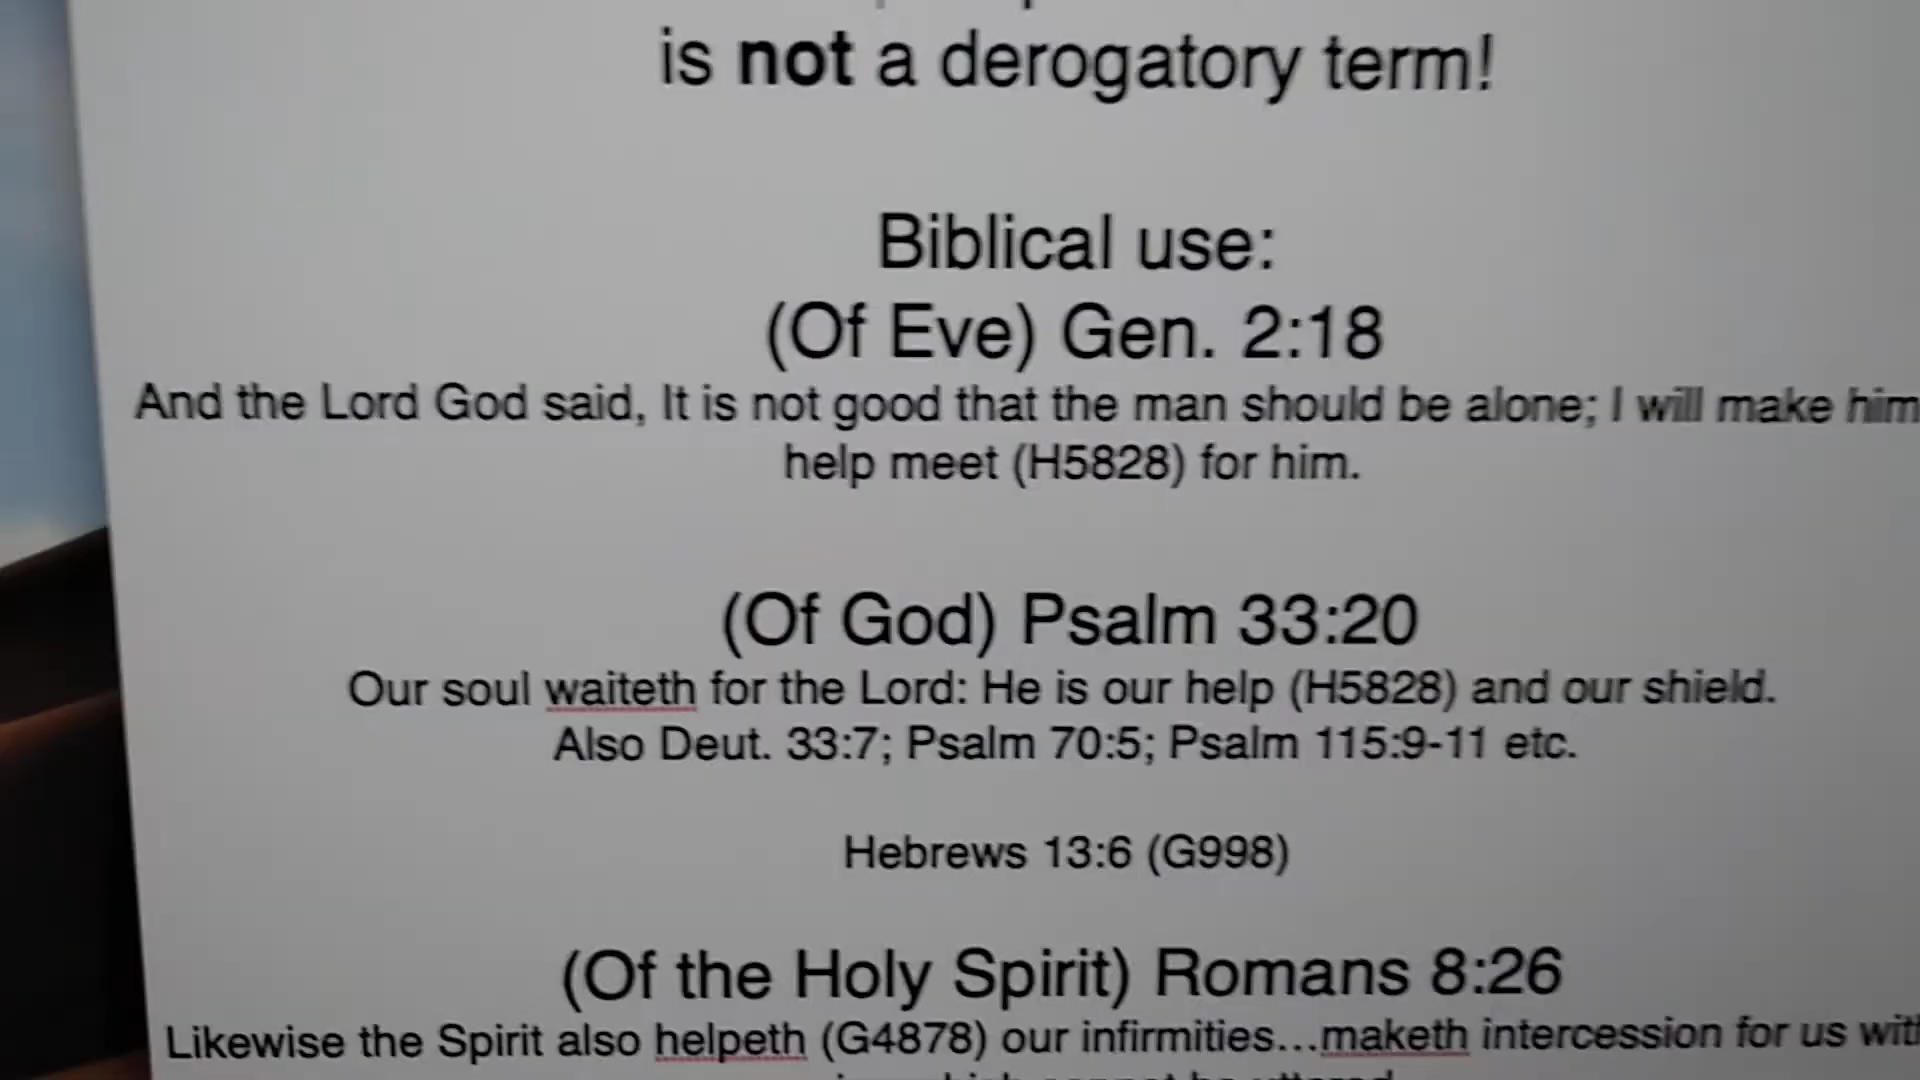 is not a derogatory term!
Biblical use:
(Of Eve) Gen. 2:18
And the Lord God said, It is not good that the man should be alone; I will make him
help meet (H5828) for him.
(Of God) Psalm 33:20
Our soul waiteth for the Lord: He is our help (H5828) and our shield.
Also Deut. 33:7; Psalm 70:5; Psalm 115:9-11 etc.
Hebrews 13:6 (G998)
(Of the Holy Spirit) Romans 8:26
Likewise the Spirit also helpeth (G4878) our infirmities...maketh intercession for us